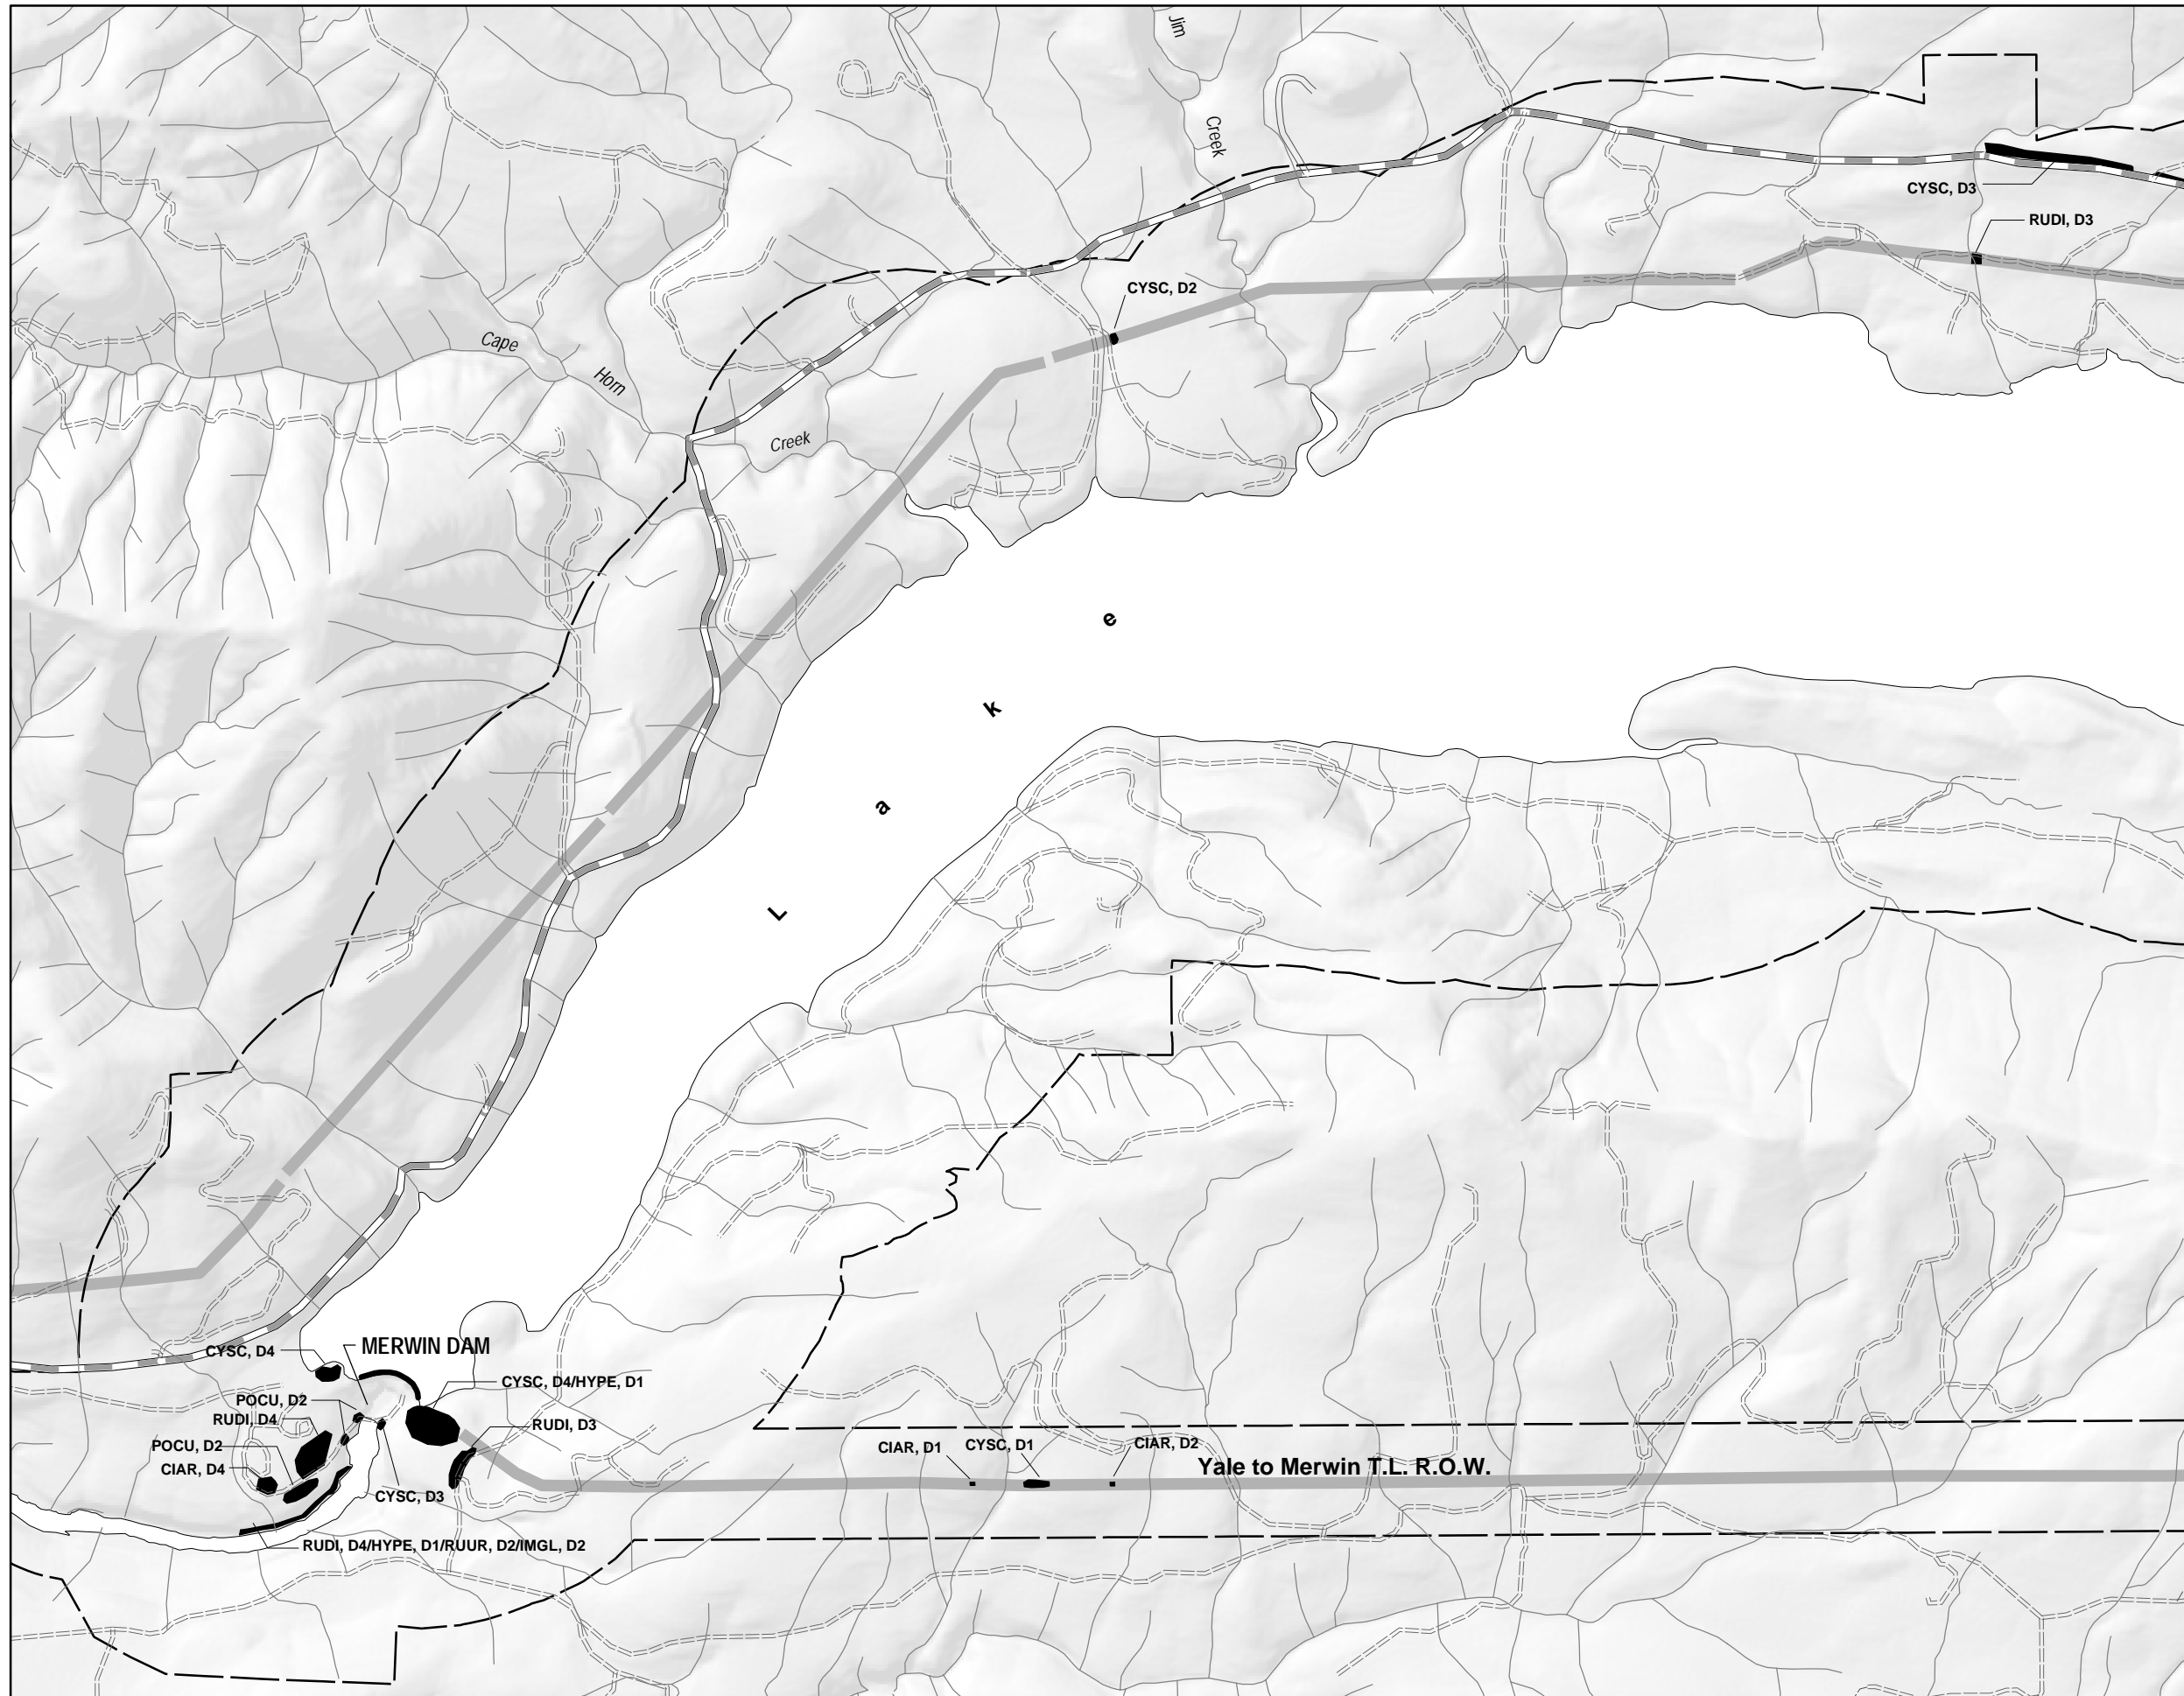 Jim
Creek
CYSC, D3
RUDI, D3
CYSC, D2
Cape
Horn
Creek
L a k e
MERWIN DAM
CYSC, D4
CYSC, D4/HYPE, D1
POCU, D2
RUDI, D4
RUDI, D3
POCU, D2
CIAR, D4
CYSC, D3
CIAR, D1
CYSC, D1
CIAR, D2
Yale to Merwin T.L. R.O.W.
RUDI, D4/HYPE, D1/RUUR, D2/IMGL, D2